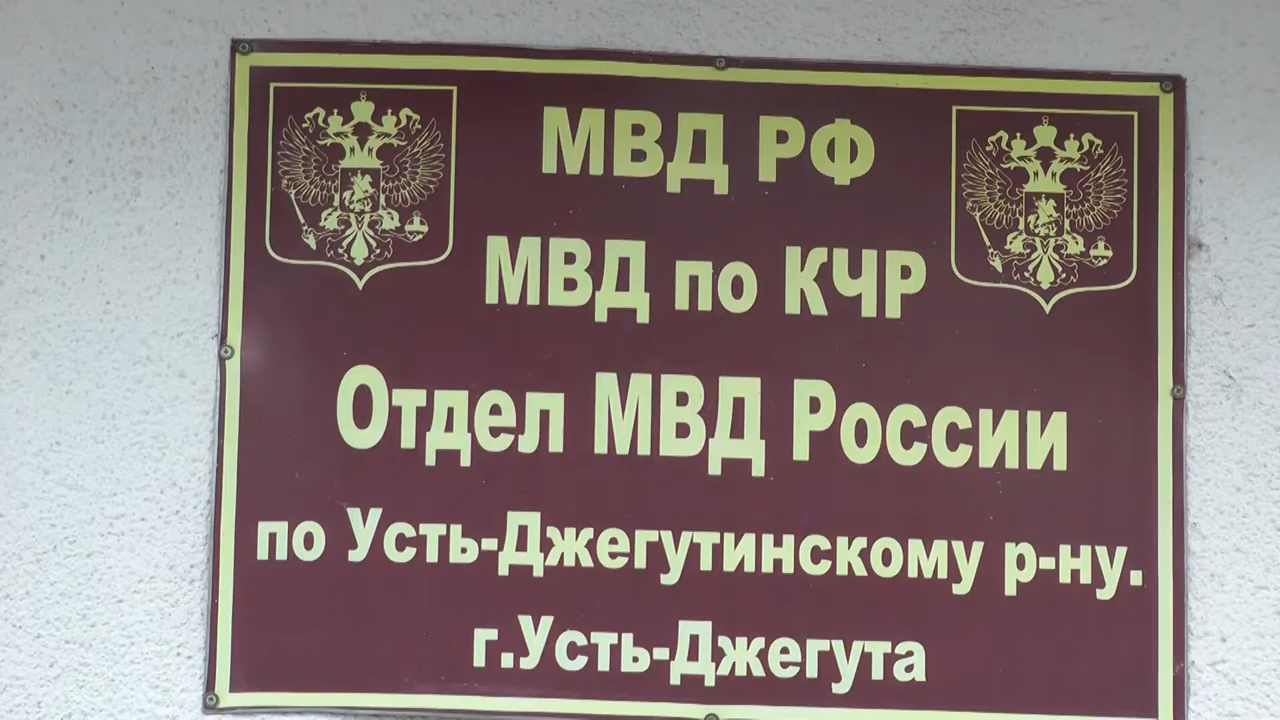 МВД РФ
МВД по КЧР
Отдел МВД России
по Усть-Джегутинскому р-ну.
г.Усть-Джегута